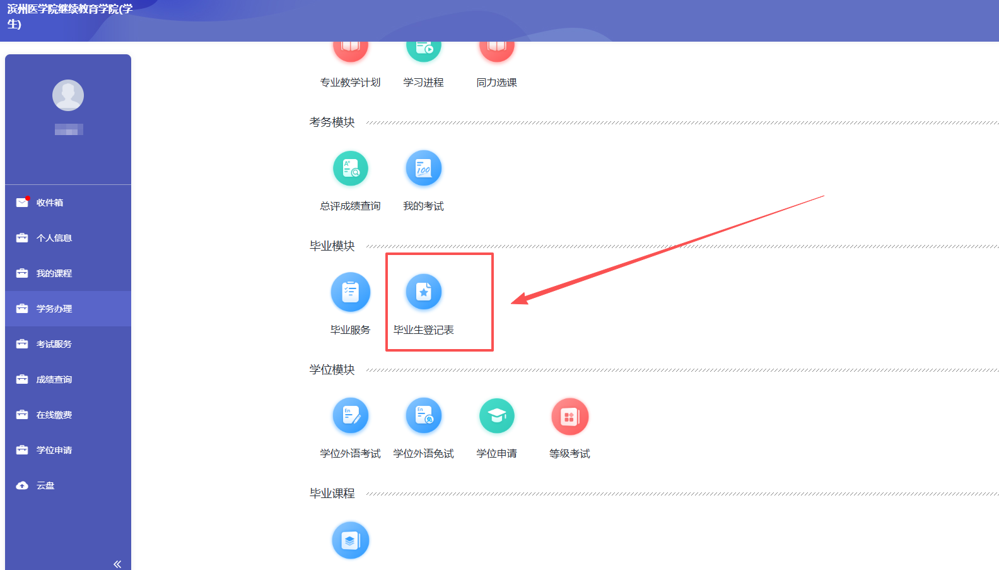 滨州医学院继续教育学院(学
生)
收件箱
个人信息
我的课程
学务办理
考试服务
成绩查询
在线缴费
学位申请
云盘
专业教学计划 学习进程 同力选课
考务模块
A+
100
总评成绩查询 我的考试
毕业模块
毕业服务 毕业生登记表
学位模块
En
En
免
学位外语考试 学位外语免试 学位申请 等级考试
毕业课程